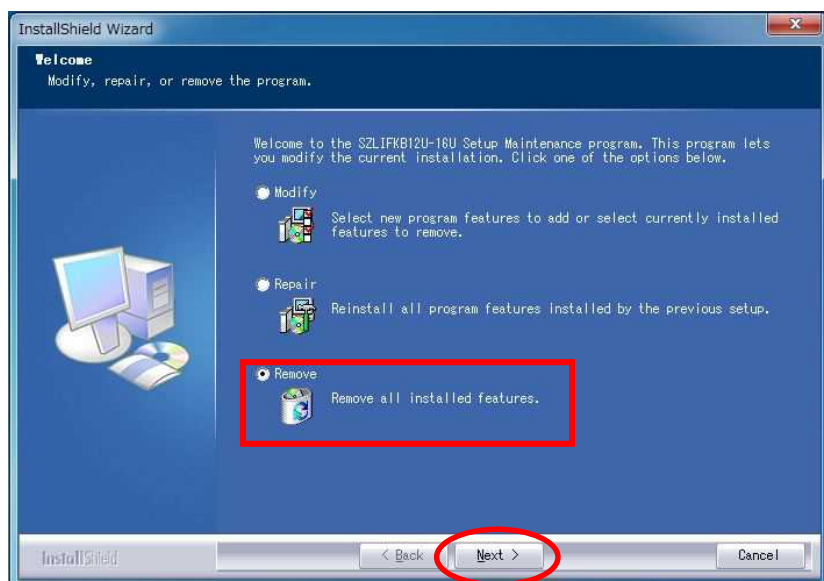 InstallShield Wizard
Welcome
Modify, repair, or remove the program.
Welcome to the SZLIFKB12U-16U Setup Maintenance program. This program lets
you modify the current installation. Click one of the options below.
Modify
Select new program features to add or select currently installed
features to remove.
Repair
Reinstall all program features installed by the previous setup.
Remove
Remove all installed features.
InstallShield
< Back
Next >
Cancel